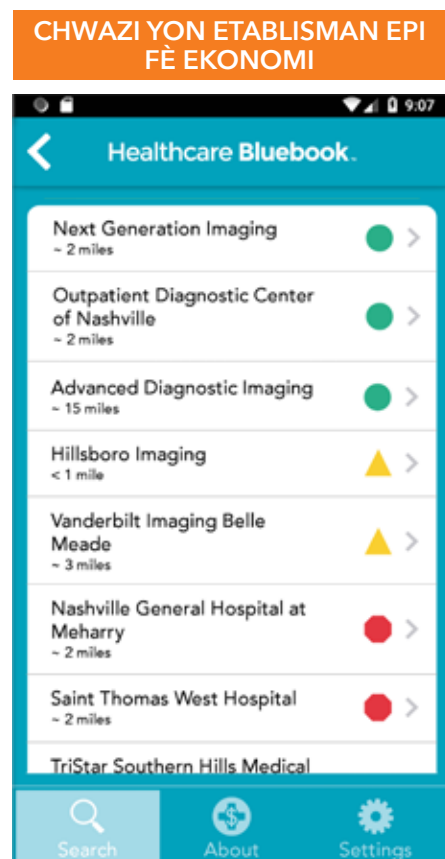 CHWAZI YON ETABLISMAN EPI
FÈ EKONOMI
9:07
Healthcare Bluebook™
Next Generation Imaging
~ 2 miles
Outpatient Diagnostic Center
of Nashville
~ 2 miles
Advanced Diagnostic Imaging
~ 15 miles
Hillsboro Imaging
< 1 mile
Vanderbilt Imaging Belle
Meade
~ 3 miles
Nashville General Hospital at
Meharry
~ 2 miles
Saint Thomas West Hospital
~ 2 miles
TriStar Southern Hills Medical
Search About Settings